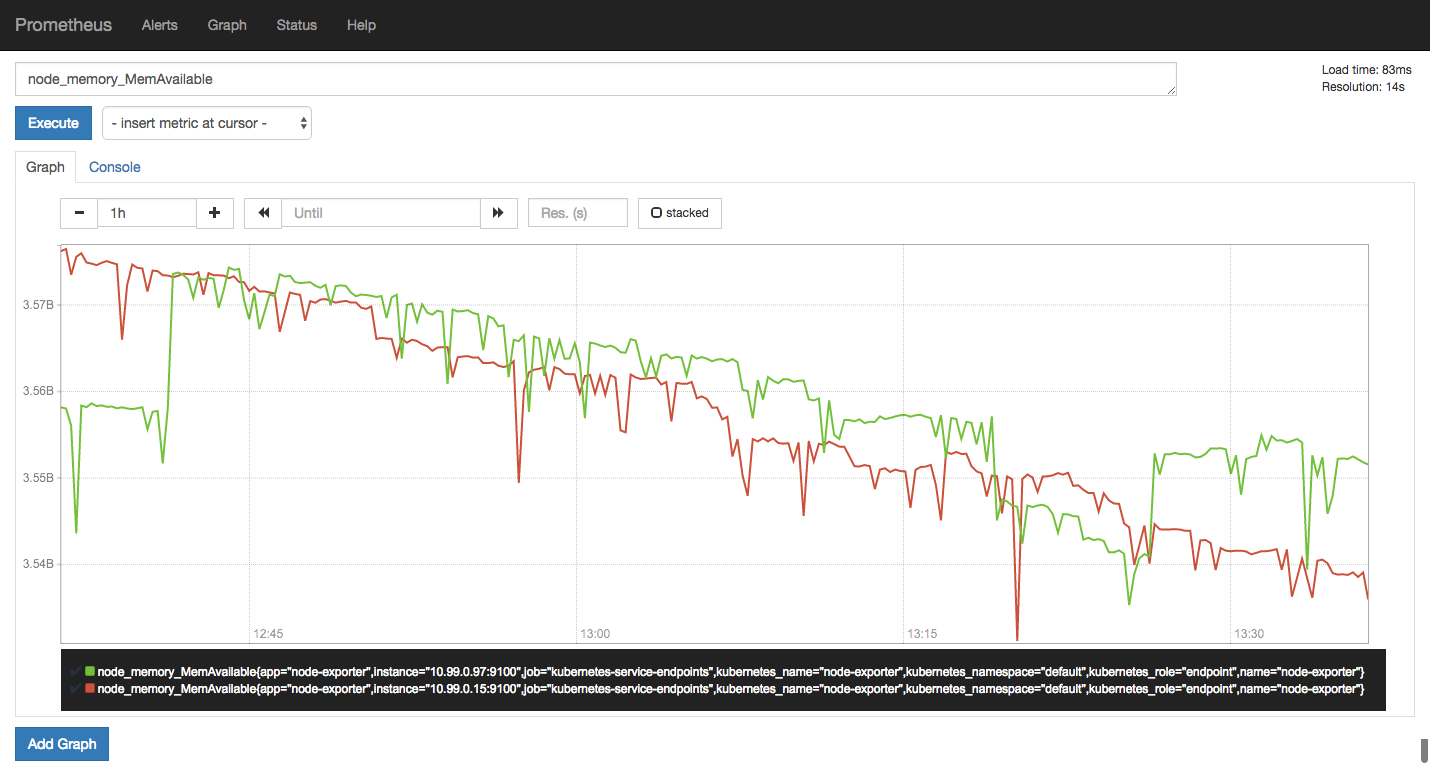 Prometheus Alerts Graph Status Help
node_memory_MemAvailable
Load time: 83ms
Resolution: 14s
Execute - insert metric at cursor -
Graph Console
1h Until Res. (s) stacked
3.57B
3.56B
3.55B
3.54B
12:45 13:00 13:15 13:30
node_memory_MemAvailable{app="node-exporter",instance="10.99.0.97:9100",job="kubernetes-service-endpoints",kubernetes_name="node-exporter",kubernetes_namespace="default",kubernetes_role="endpoint",name="node-exporter"}
node_memory_MemAvailable{app="node-exporter",instance="10.99.0.15:9100",job="kubernetes-service-endpoints",kubernetes_name="node-exporter",kubernetes_namespace="default",kubernetes_role="endpoint",name="node-exporter"}
Add Graph